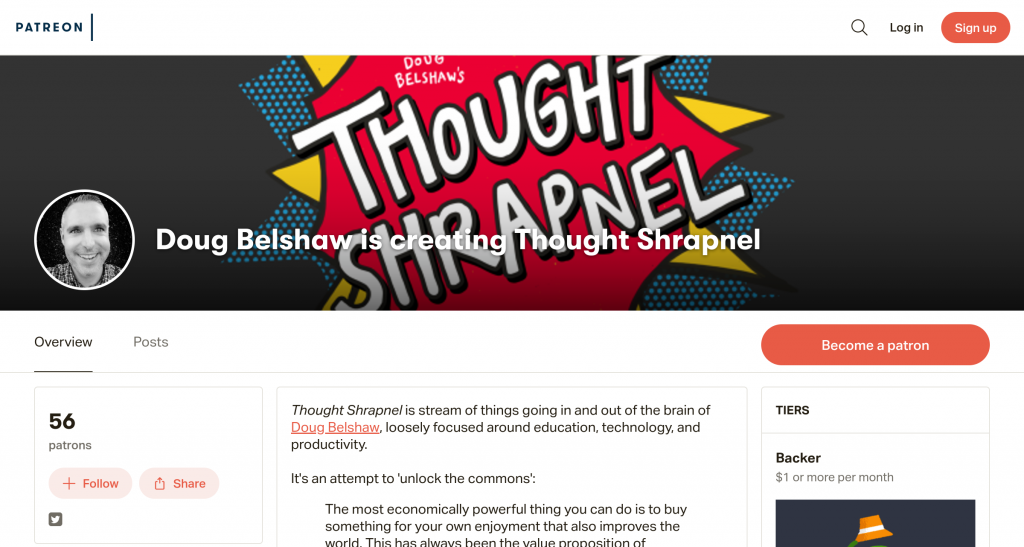 PATREON
Log in
Sign up
DOUG
BELSHAW'S
THOUGHT
SHRAPNEL
Doug Belshaw is creating Thought Shrapnel
Overview
Posts
Become a patron
56
patrons
Follow
Share
Thought Shrapnel is stream of things going in and out of the brain of
Doug Belshaw, loosely focused around education, technology, and
productivity.
It's an attempt to 'unlock the commons':
The most economically powerful thing you can do is to buy
something for your own enjoyment that also improves the
world. This has always been the value proposition of
TIERS
Backer
$1 or more per month